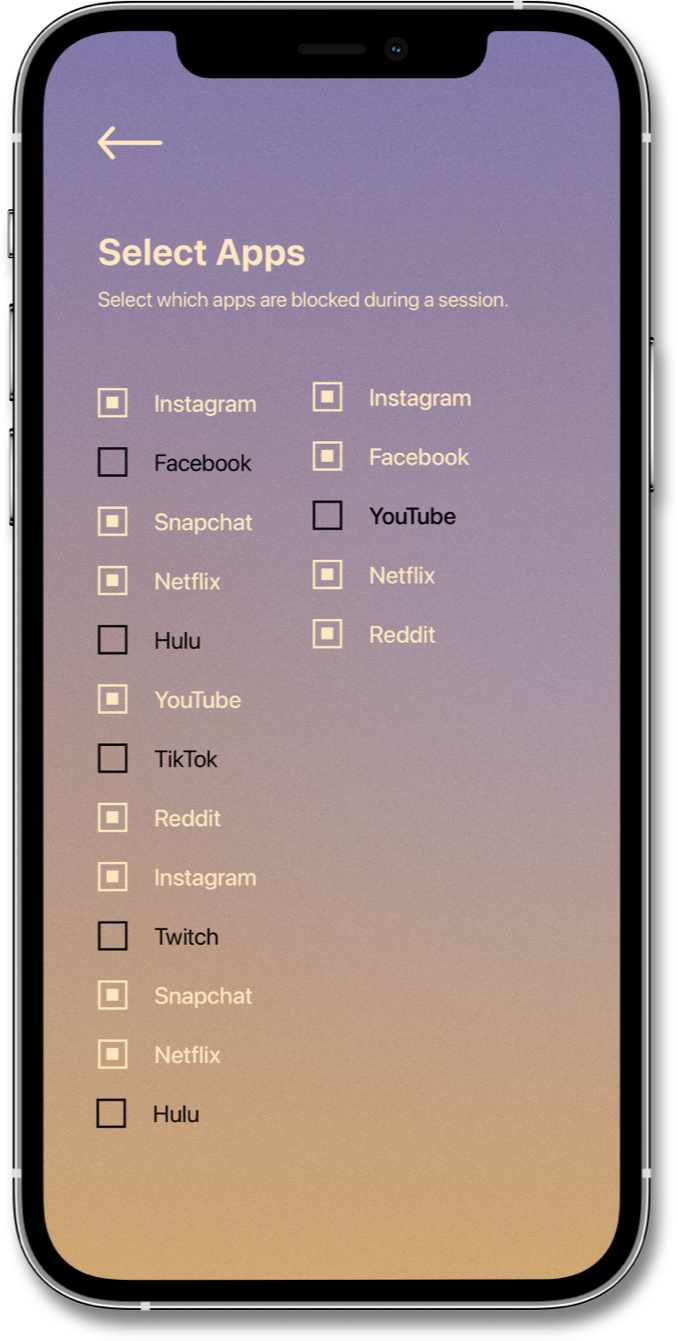 Select Apps
Select which apps are blocked during a session.
Instagram
Facebook
Snapchat
Netflix
Hulu
YouTube
TikTok
Reddit
Instagram
Twitch
Snapchat
Netflix
Hulu
Instagram
Facebook
YouTube
Netflix
Reddit